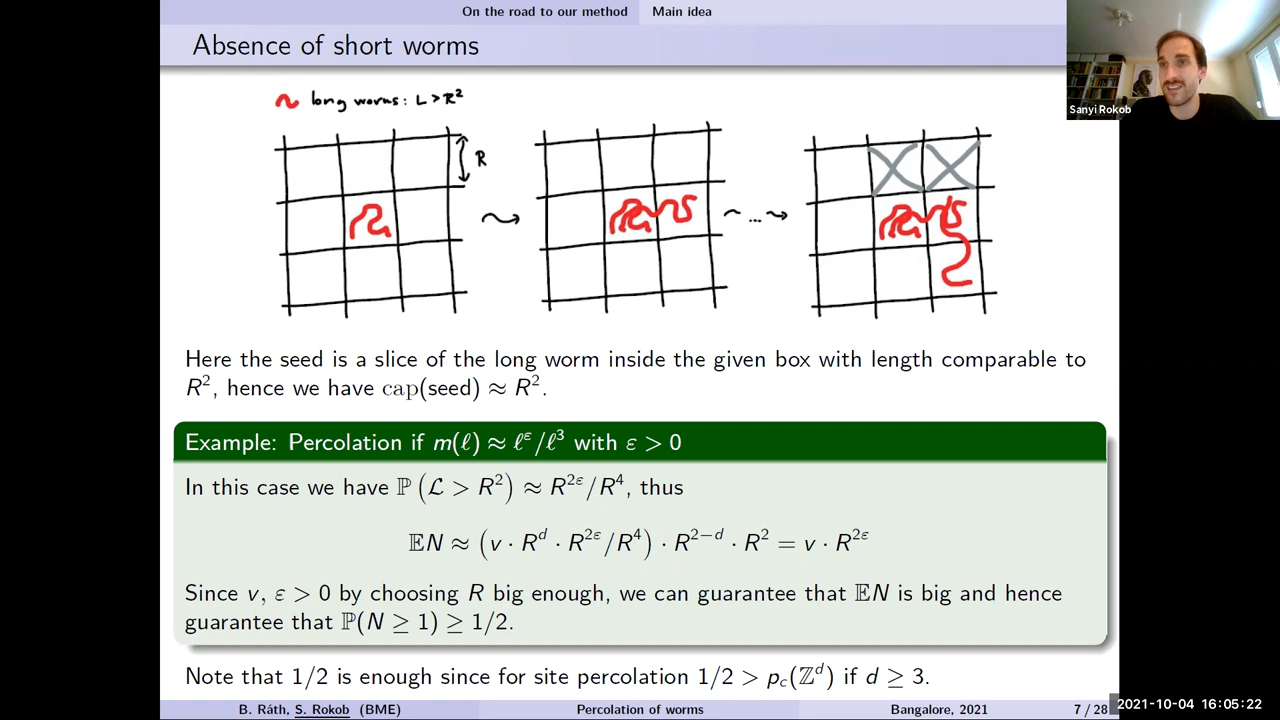 On the road to our method Main idea
Absence of short worms
Sanyi Rokob
long worms: L > R²
R
~...~
Here the seed is a slice of the long worm inside the given box with length comparable to
R², hence we have cap(seed) ≈ R².
Example: Percolation if m(ℓ) ≈ ℓ^ε/ℓ³ with ε > 0
In this case we have ℙ(𝓛 > R²) ≈ R^{2ε}/R⁴, thus
𝔼N ≈ (v · R^d · R^{2ε}/R⁴) · R^{2−d} · R² = v · R^{2ε}
Since v, ε > 0 by choosing R big enough, we can guarantee that 𝔼N is big and hence
guarantee that ℙ(N ≥ 1) ≥ 1/2.
Note that 1/2 is enough since for site percolation 1/2 > p_c(ℤ^d) if d ≥ 3.
B. Ráth, S. Rokob (BME) Percolation of worms Bangalore, 2021 7 / 28
2021-10-04 16:05:22